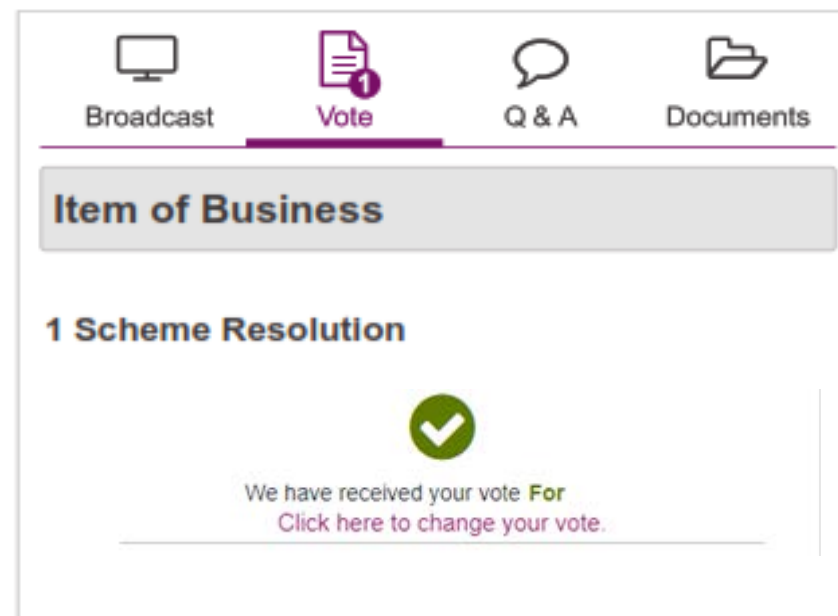 1
Broadcast Vote Q & A Documents
Item of Business
1 Scheme Resolution
We have received your vote For
Click here to change your vote.